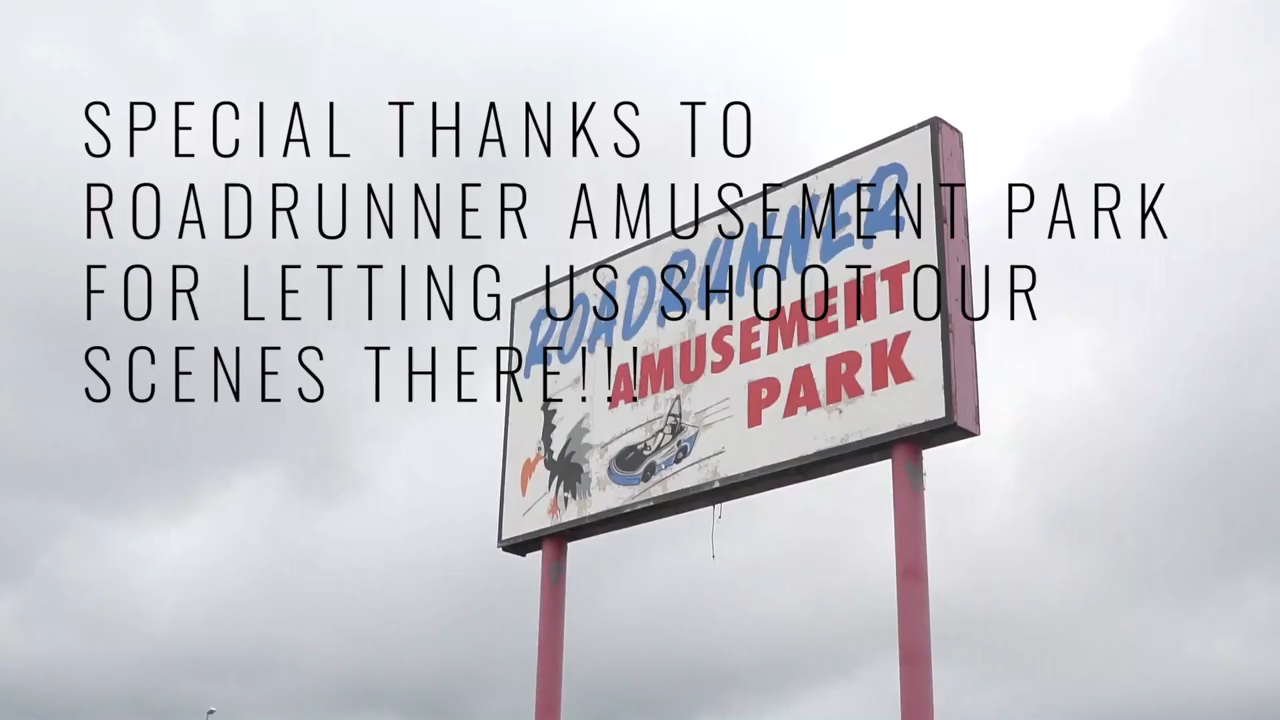 SPECIAL THANKS TO
ROADRUNNER AMUSEMENT PARK
FOR LETTING US SHOOT OUR
SCENES THERE!!!
ROADRUNNER
AMUSEMENT
PARK